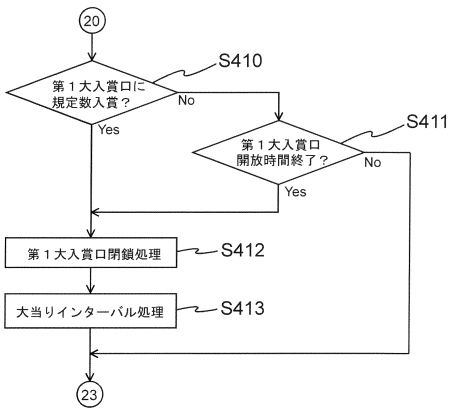 20
S410
第1大入賞口に
規定数入賞？
No
Yes
S411
第1大入賞口
開放時間終了？
No
Yes
第1大入賞口閉鎖処理
S412
大当りインターバル処理
S413
23